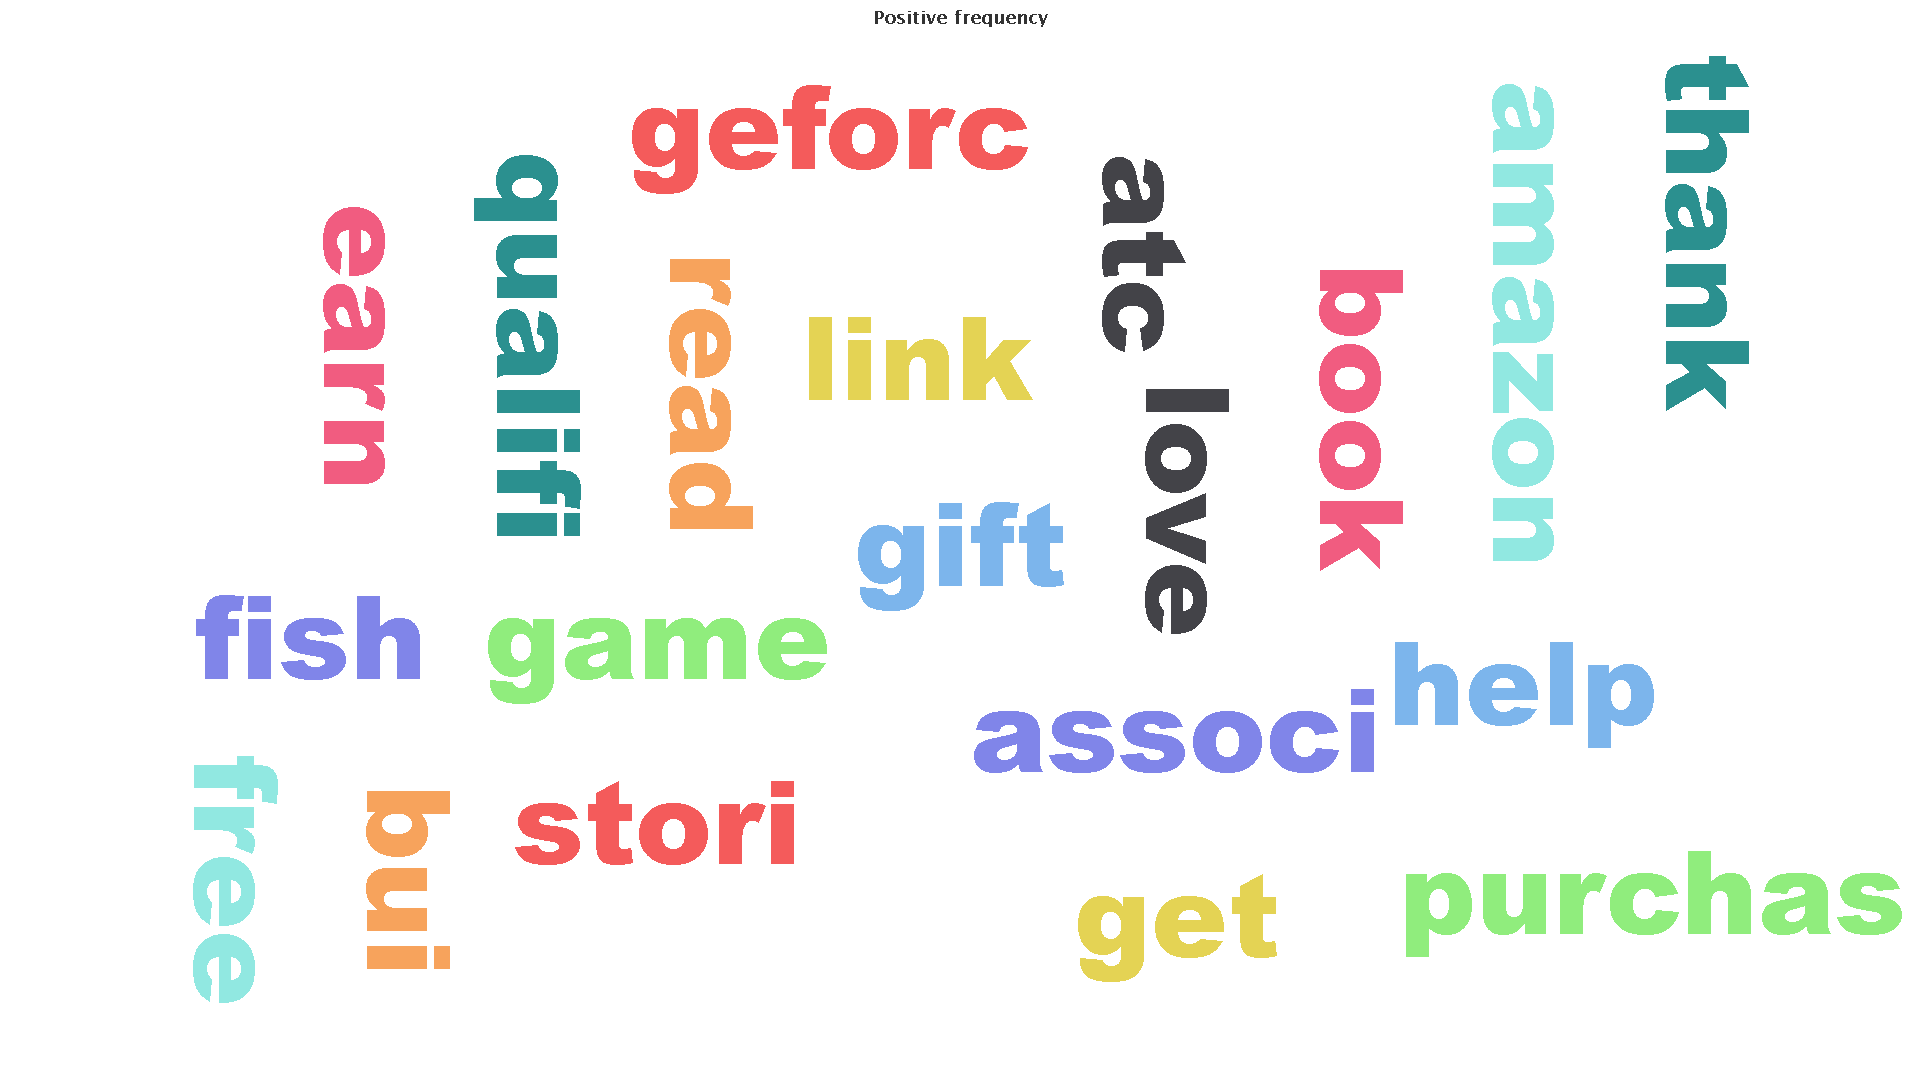 Positive frequency
thank
amazon
geforc
qualifi
atc
earn
read
book
link
love
gift
fish
game
help
associ
free
bui
stori
purchas
get